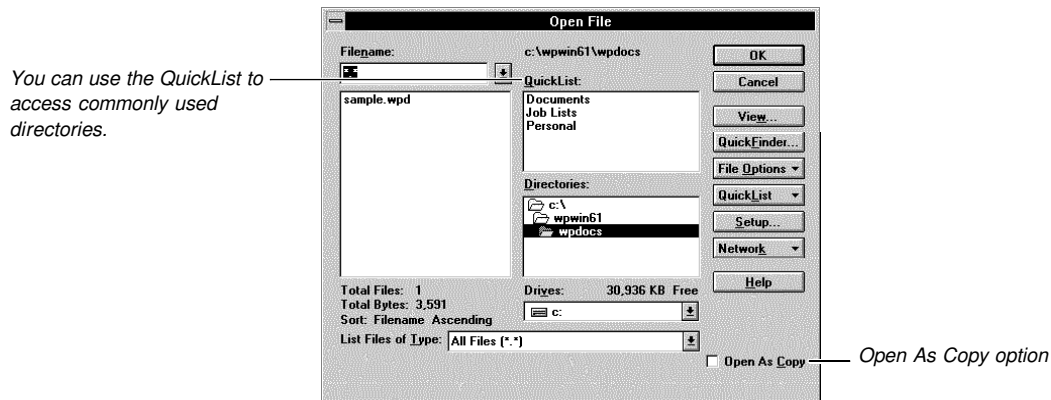 Open File
Filename:
*.*
c:\wpwin61\wpdocs
OK
You can use the QuickList to
access commonly used
directories.
QuickList:
Cancel
sample.wpd
Documents
Job Lists
Personal
View...
QuickFinder...
File Options
Directories:
c:\
wpwin61
wpdocs
QuickList
Setup...
Network
Help
Total Files: 1
Total Bytes: 3,591
Sort: Filename Ascending
Drives: 30,936 KB Free
c:
List Files of Type: All Files (*.*)
Open As Copy
Open As Copy option